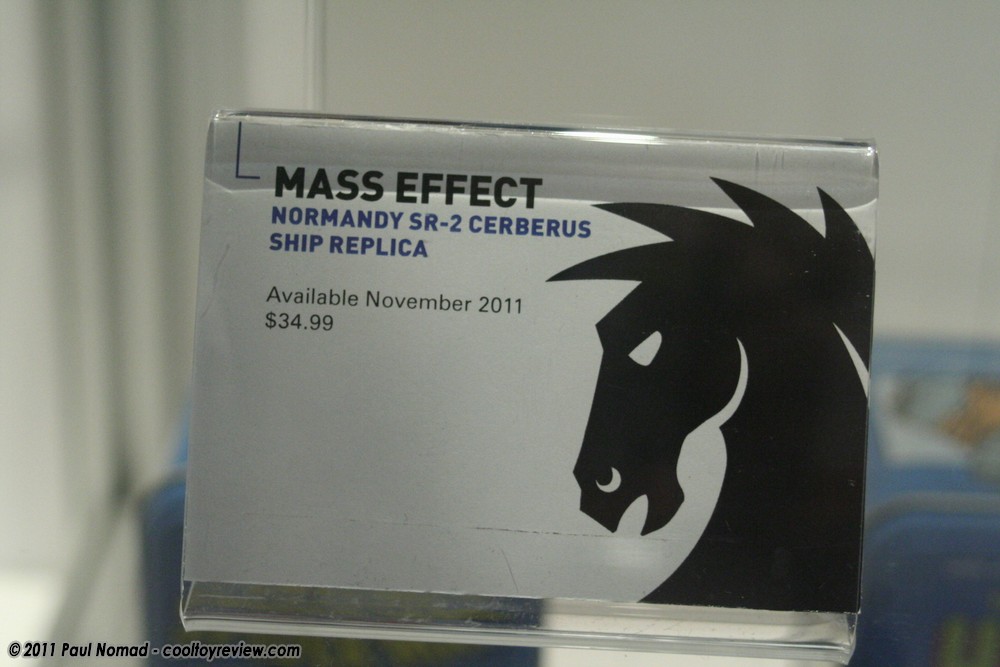 MASS EFFECT
NORMANDY SR-2 CERBERUS
SHIP REPLICA
Available November 2011
$34.99
© 2011 Paul Nomad - cooltoyreview.com